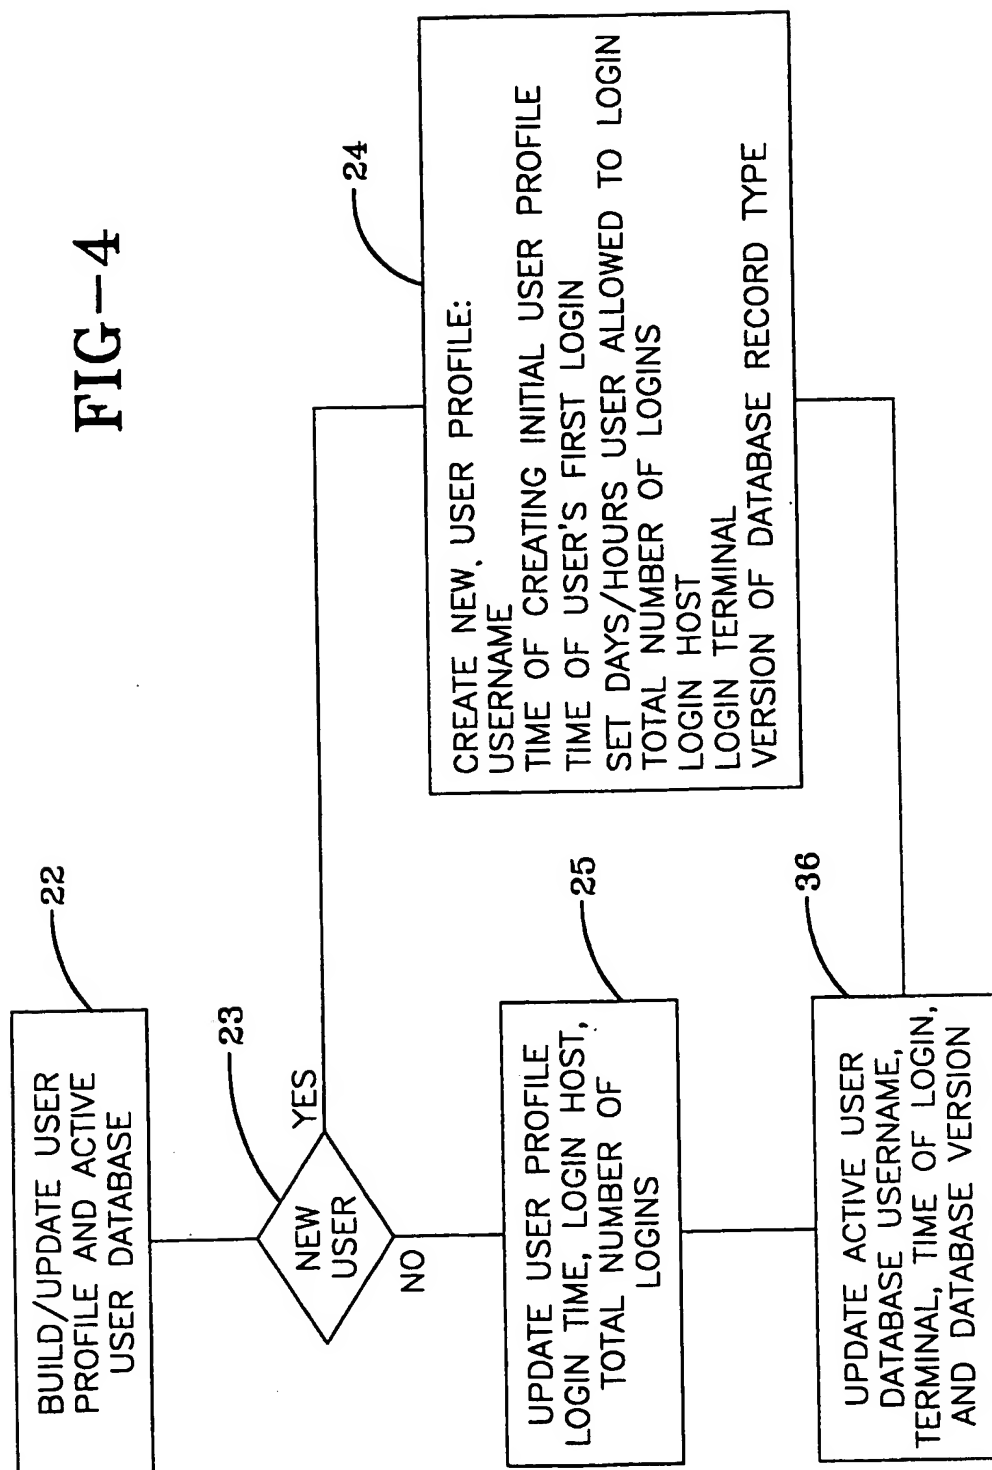 FIG-4
22
BUILD/UPDATE USER
PROFILE AND ACTIVE
USER DATABASE
23
NEW
USER
YES
NO
24
CREATE NEW, USER PROFILE:
USERNAME
TIME OF CREATING INITIAL USER PROFILE
TIME OF USER'S FIRST LOGIN
SET DAYS/HOURS USER ALLOWED TO LOGIN
TOTAL NUMBER OF LOGINS
LOGIN HOST
LOGIN TERMINAL
VERSION OF DATABASE RECORD TYPE
25
UPDATE USER PROFILE
LOGIN TIME, LOGIN HOST,
TOTAL NUMBER OF
LOGINS
36
UPDATE ACTIVE USER
DATABASE USERNAME,
TERMINAL, TIME OF LOGIN,
AND DATABASE VERSION